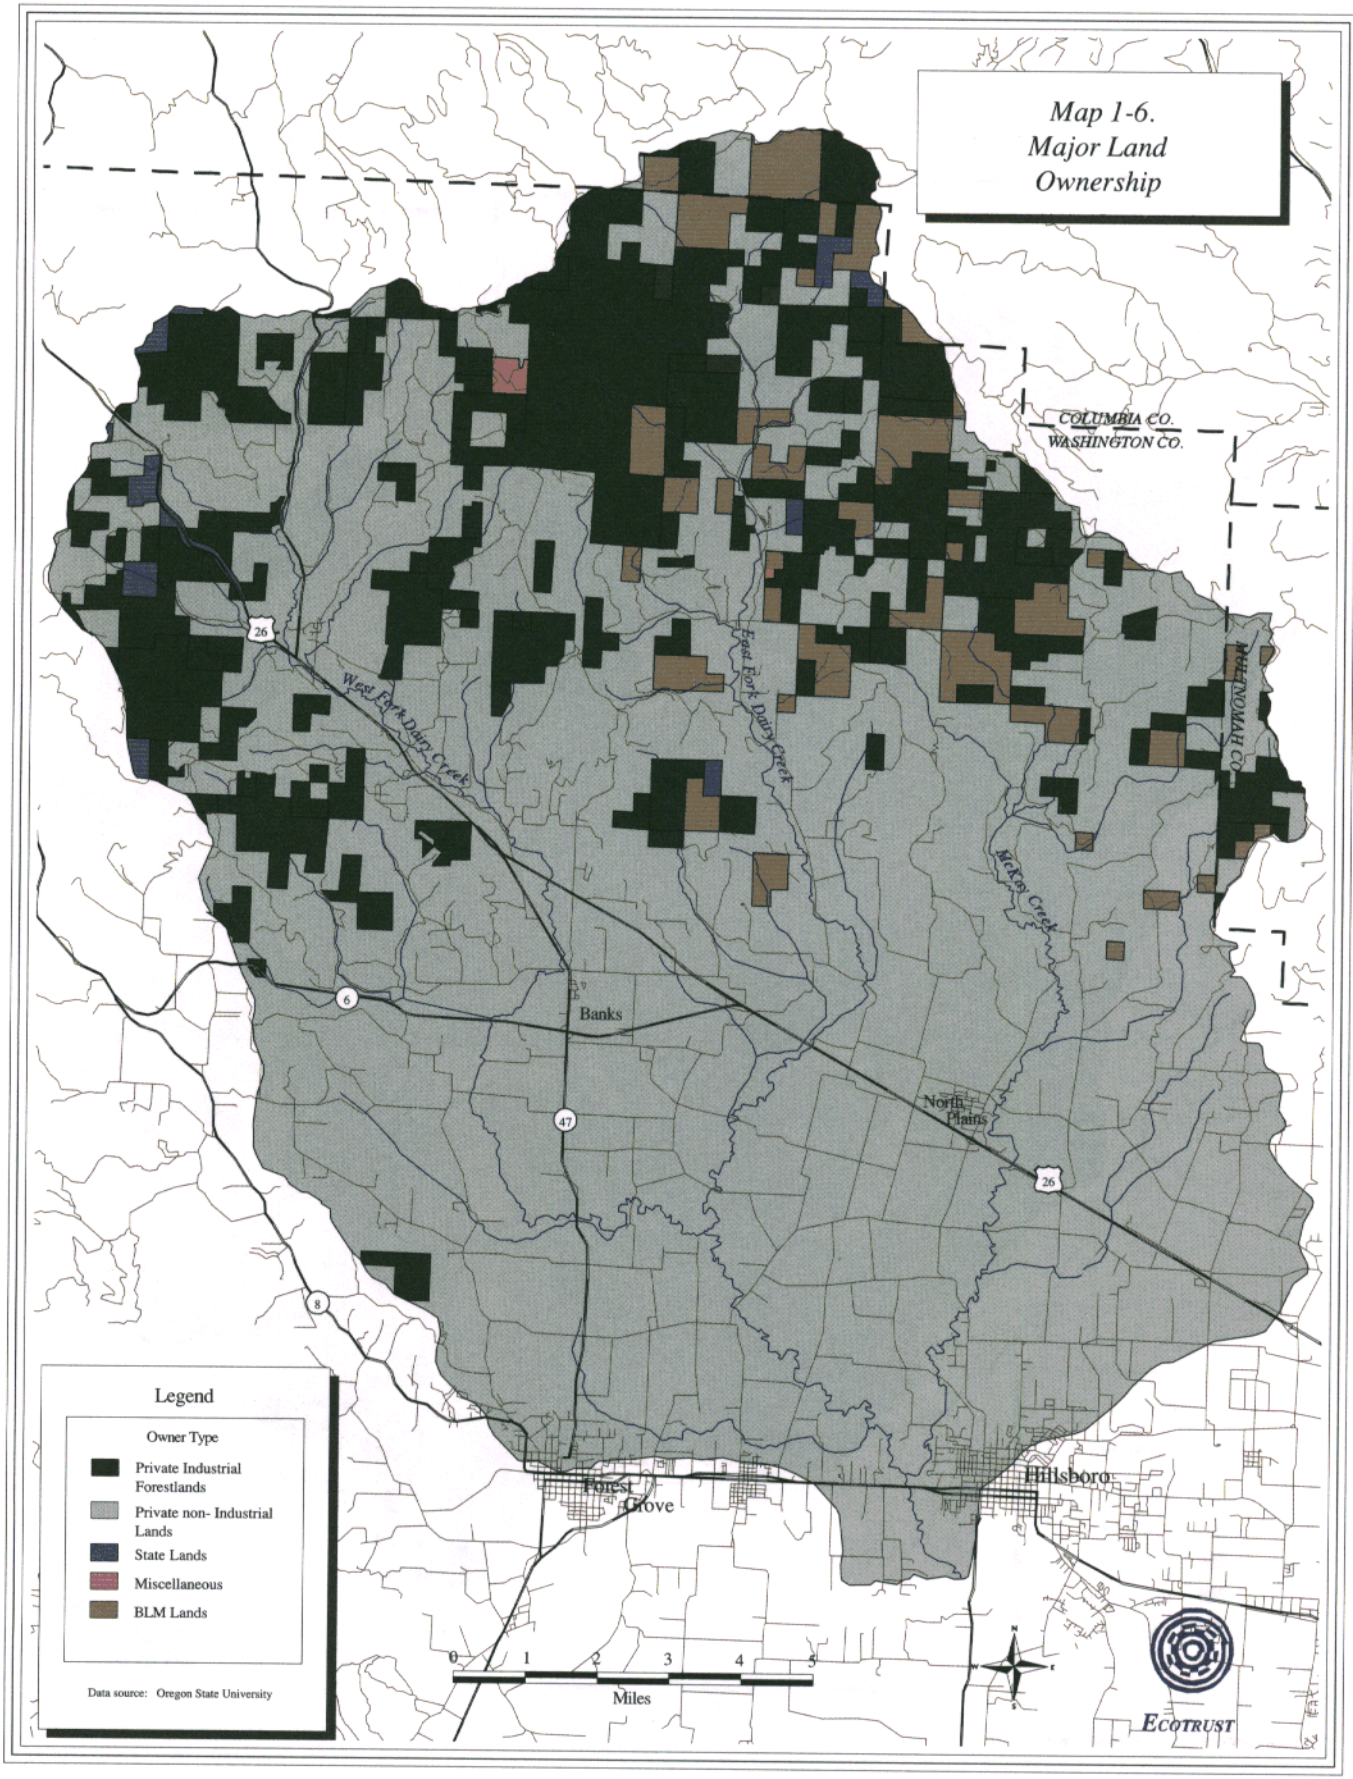 Map 1-6.
Major Land
Ownership
COLUMBIA CO.
WASHINGTON CO.
MULTNOMAH CO.
26
West Fork Dairy Creek
East Fork Dairy Creek
McKay Creek
6
Banks
47
North
Plains
26
8
Forest
Grove
Hillsboro
Legend
Owner Type
Private Industrial
Forestlands
Private non- Industrial
Lands
State Lands
Miscellaneous
BLM Lands
Data source: Oregon State University
0 1 2 3 4 5
Miles
N
W E
S
ECOTRUST